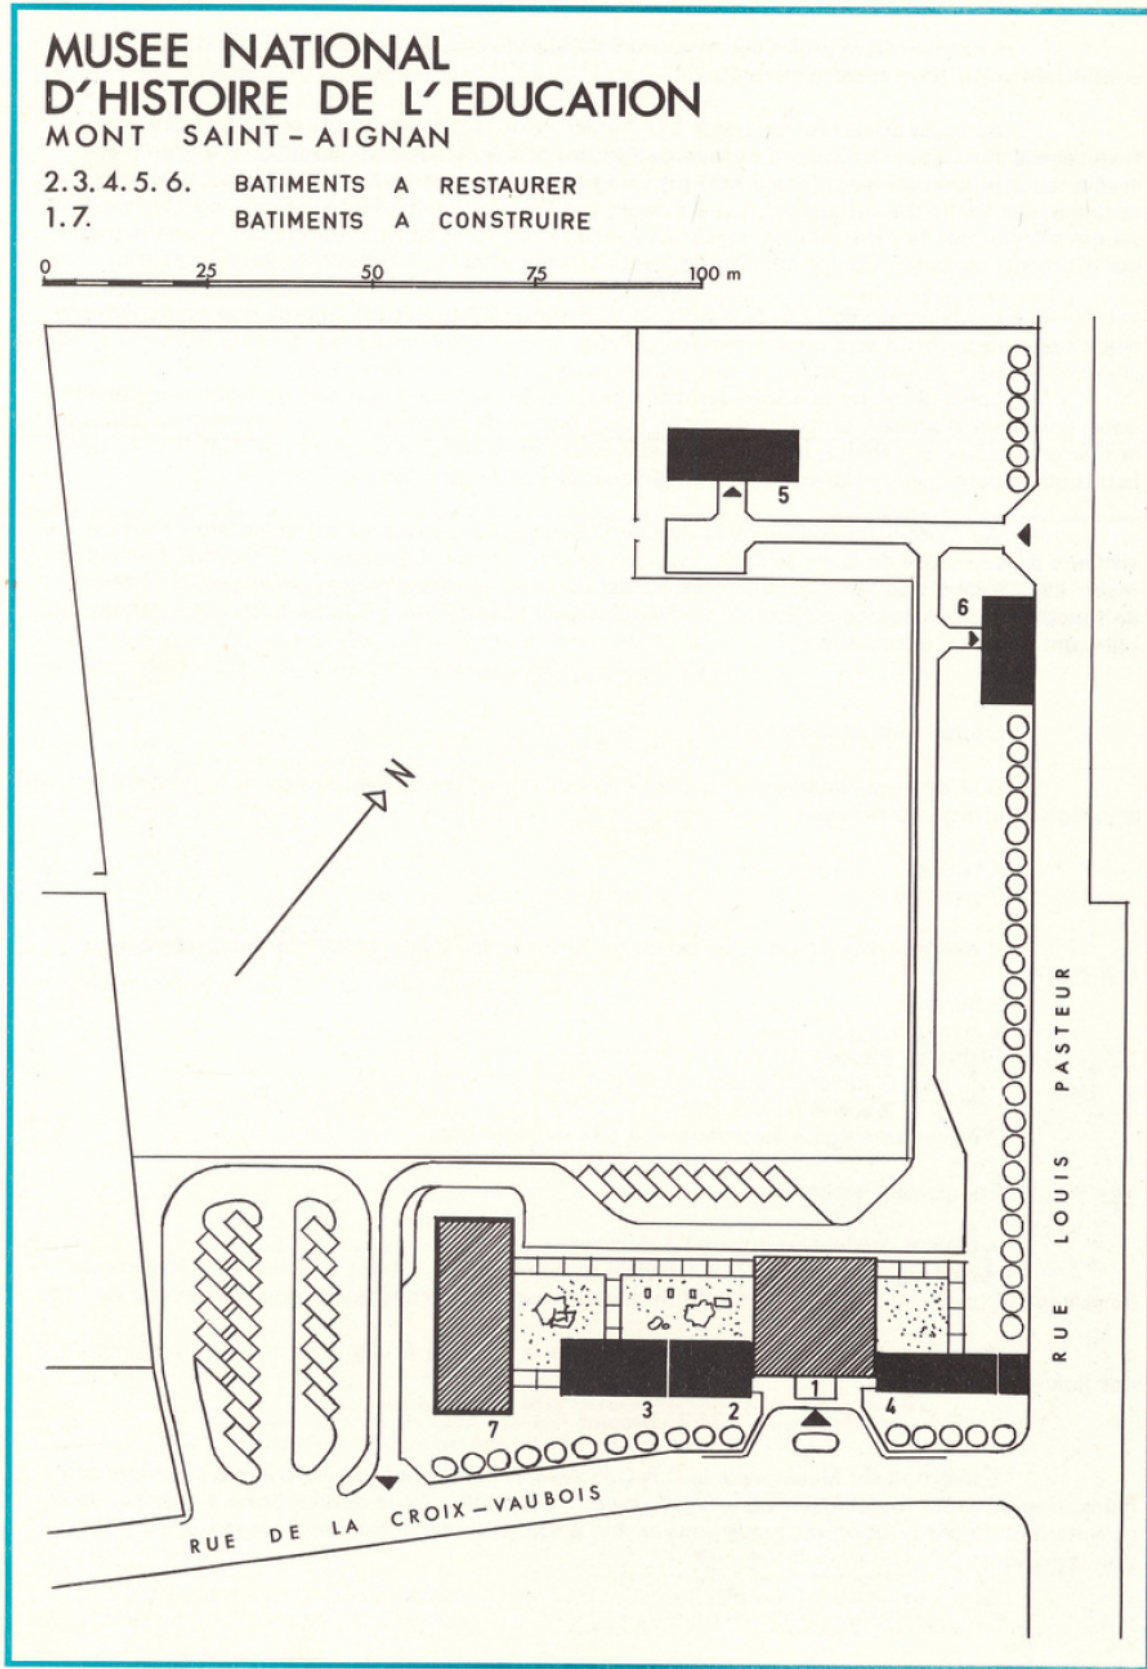 MUSEE NATIONAL
D'HISTOIRE DE L'EDUCATION
MONT SAINT-AIGNAN
2.3.4.5.6. BATIMENTS A RESTAURER
1.7. BATIMENTS A CONSTRUIRE
0 25 50 75 100 m
5
6
N
RUE LOUIS PASTEUR
1
7 3 2 4
RUE DE LA CROIX-VAUBOIS